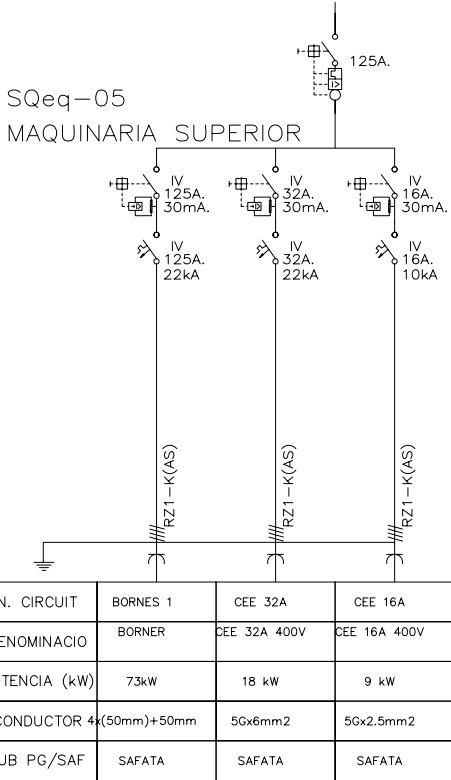 125A.
SQeq-05
MAQUINARIA SUPERIOR
IV
125A.
30mA.
IV
32A.
30mA.
IV
16A.
30mA.
IV
125A.
22kA
IV
32A.
22kA
IV
16A.
10kA
RZ1-K(AS)
RZ1-K(AS)
RZ1-K(AS)
N. CIRCUIT BORNES 1 CEE 32A CEE 16A
ENOMINACIO BORNER CEE 32A 400V CEE 16A 400V
TENCIA (kW) 73kW 18 kW 9 kW
CONDUCTOR 4x(50mm)+50mm 5Gx6mm2 5Gx2.5mm2
UB PG/SAF SAFATA SAFATA SAFATA